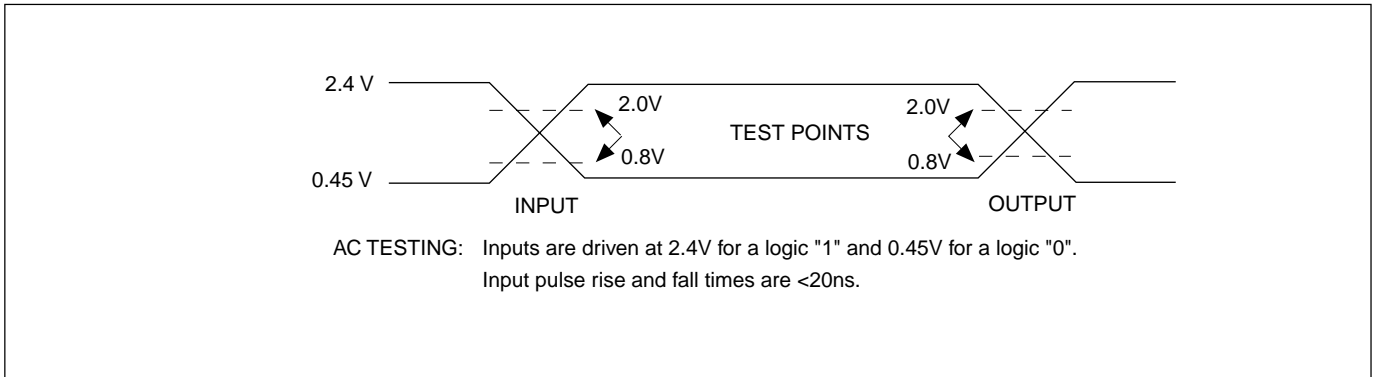 2.4 V
2.0V
2.0V
TEST POINTS
0.8V
0.8V
0.45 V
INPUT
OUTPUT
AC TESTING: Inputs are driven at 2.4V for a logic "1" and 0.45V for a logic "0".
Input pulse rise and fall times are <20ns.